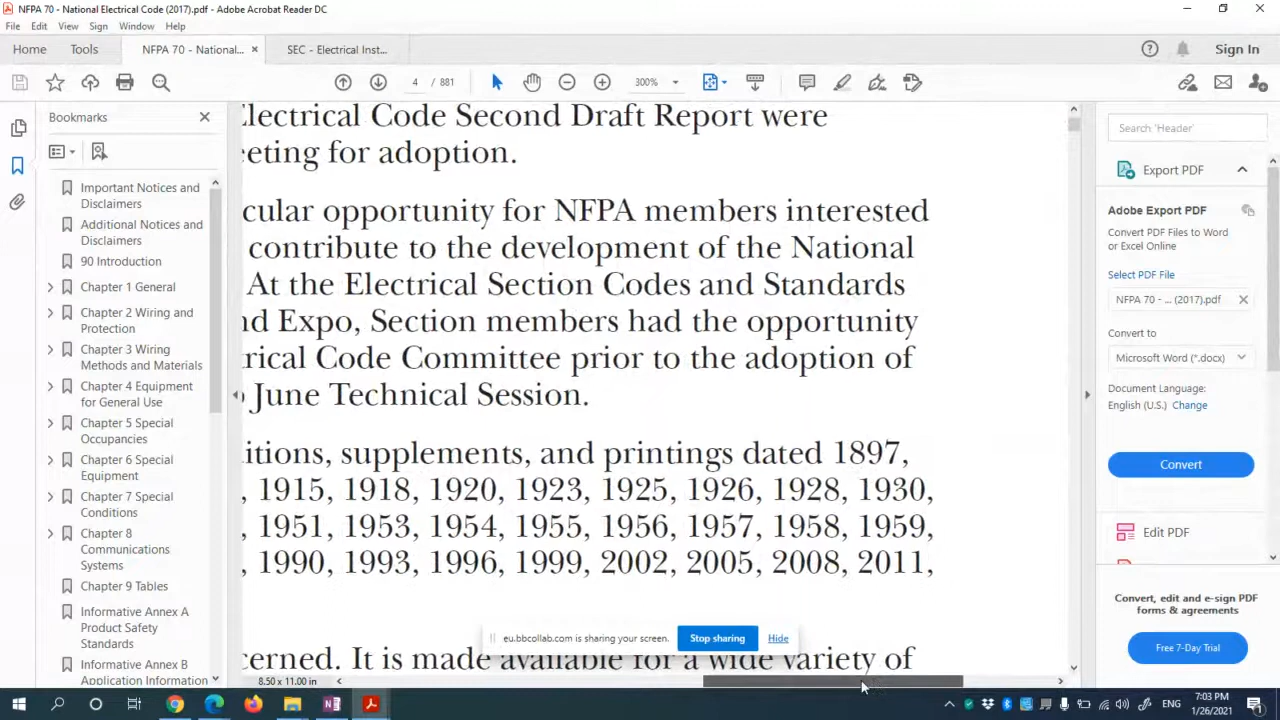 NFPA 70 - National Electrical Code (2017).pdf - Adobe Acrobat Reader DC
File Edit View Sign Window Help
Home Tools NFPA 70 - National... × SEC - Electrical Inst... Sign In
4 / 881 300%
Bookmarks ×
Important Notices and
Disclaimers
Additional Notices and
Disclaimers
90 Introduction
Chapter 1 General
Chapter 2 Wiring and
Protection
Chapter 3 Wiring
Methods and Materials
Chapter 4 Equipment
for General Use
Chapter 5 Special
Occupancies
Chapter 6 Special
Equipment
Chapter 7 Special
Conditions
Chapter 8
Communications
Systems
Chapter 9 Tables
Informative Annex A
Product Safety
Standards
Informative Annex B
Application Information
Electrical Code Second Draft Report were
eeting for adoption.
cular opportunity for NFPA members interested
contribute to the development of the National
At the Electrical Section Codes and Standards
nd Expo, Section members had the opportunity
trical Code Committee prior to the adoption of
o June Technical Session.
ditions, supplements, and printings dated 1897,
, 1915, 1918, 1920, 1923, 1925, 1926, 1928, 1930,
, 1951, 1953, 1954, 1955, 1956, 1957, 1958, 1959,
, 1990, 1993, 1996, 1999, 2002, 2005, 2008, 2011,
eu.bbcollab.com is sharing your screen. Stop sharing Hide
cerned. It is made available for a wide variety of
8.50 x 11.00 in
Search 'Header'
Export PDF
Adobe Export PDF
Convert PDF Files to Word
or Excel Online
Select PDF File
NFPA 70 - ... (2017).pdf ×
Convert to
Microsoft Word (*.docx)
Document Language:
English (U.S.) Change
Convert
Edit PDF
Convert, edit and e-sign PDF
forms & agreements
Free 7-Day Trial
ENG
7:03 PM
1/26/2021